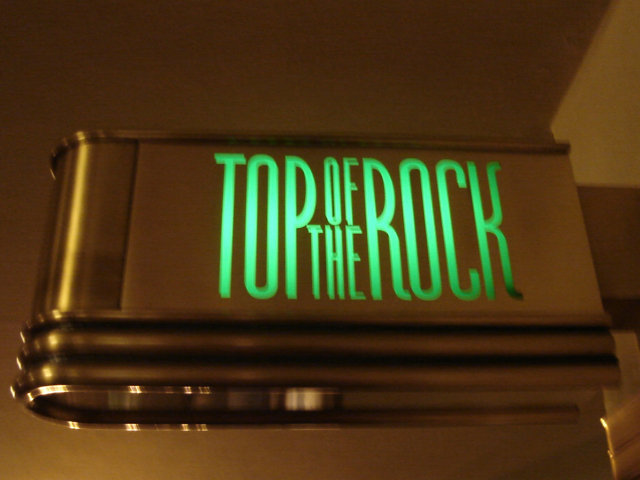 TOP OF THE ROCK